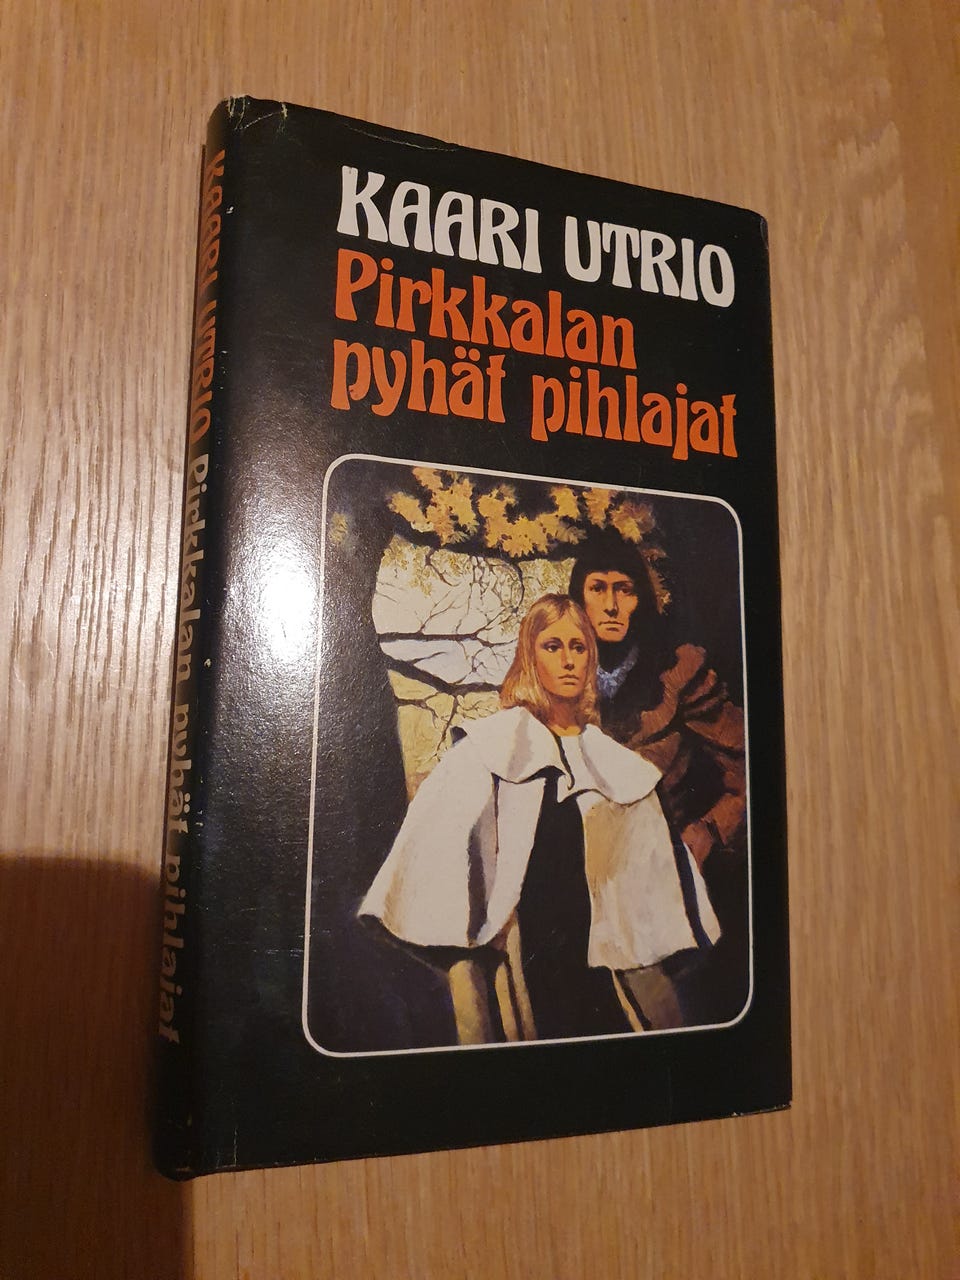 KAARI UTRIO
Pirkkalan
pyhät pihlajat
KAARI UTRIO Pirkkalan pyhät pihlajat